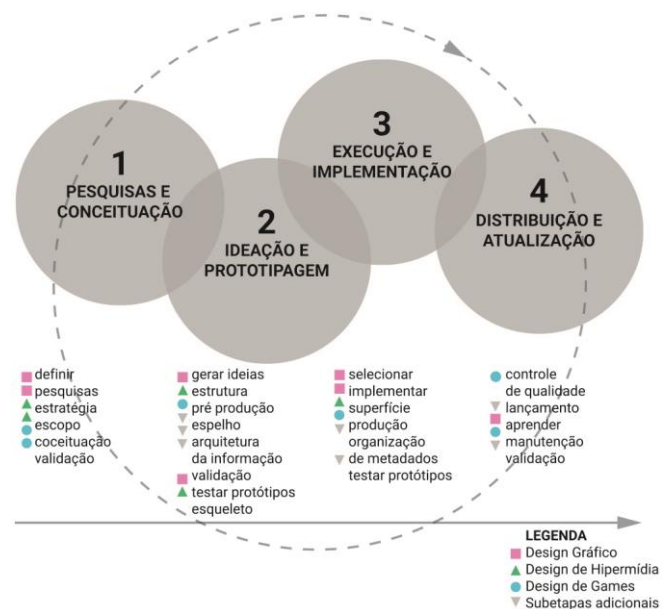 1
PESQUISAS E
CONCEITUAÇÃO
2
IDEAÇÃO E
PROTOTIPAGEM
3
EXECUÇÃO E
IMPLEMENTAÇÃO
4
DISTRIBUIÇÃO E
ATUALIZAÇÃO
definir
pesquisas
estratégia
escopo
coceituação
validação
gerar ideias
estrutura
pré produção
espelho
arquitetura
da informação
validação
testar protótipos
esqueleto
selecionar
implementar
superfície
produção
organização
de metadados
testar protótipos
controle
de qualidade
lançamento
aprender
manutenção
validação
LEGENDA
Design Gráfico
Design de Hipermídia
Design de Games
Subetapas adicionais